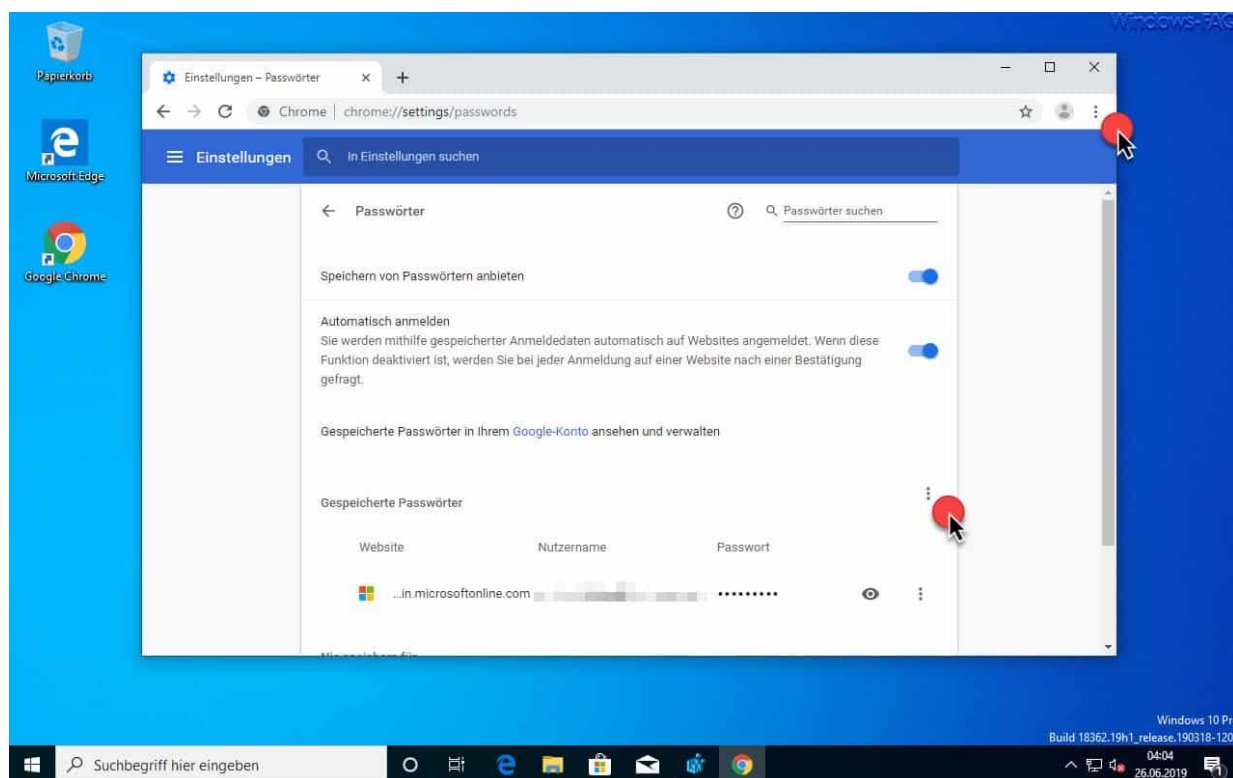 Windows-FAQ
Papierkorb
Microsoft Edge
Google Chrome
Einstellungen – Passwörter
Chrome | chrome://settings/passwords
Einstellungen
In Einstellungen suchen
Passwörter
Passwörter suchen
Speichern von Passwörtern anbieten
Automatisch anmelden
Sie werden mithilfe gespeicherter Anmeldedaten automatisch auf Websites angemeldet. Wenn diese
Funktion deaktiviert ist, werden Sie bei jeder Anmeldung auf einer Website nach einer Bestätigung
gefragt.
Gespeicherte Passwörter in Ihrem Google-Konto ansehen und verwalten
Gespeicherte Passwörter
Website Nutzername Passwort
...in.microsoftonline.com •••••••••
Nie speichern für
Windows 10 Pr
Build 18362.19h1_release.190318-120
Suchbegriff hier eingeben
04:04
26.06.2019
1